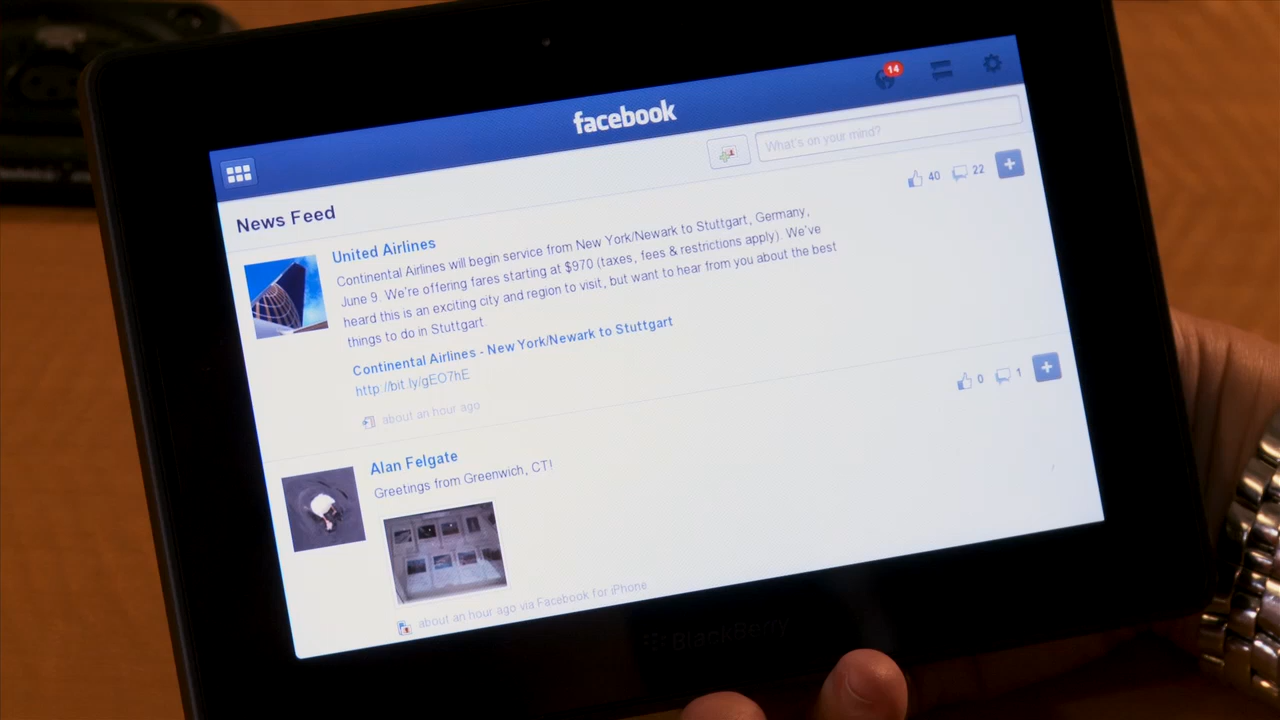 14
facebook
What's on your mind?
News Feed
40 22
United Airlines
Continental Airlines will begin service from New York/Newark to Stuttgart, Germany,
June 9. We're offering fares starting at $970 (taxes, fees & restrictions apply). We've
heard this is an exciting city and region to visit, but want to hear from you about the best
things to do in Stuttgart.
Continental Airlines - New York/Newark to Stuttgart
http://bit.ly/gEO7hE
about an hour ago
0 1
Alan Felgate
Greetings from Greenwich, CT!
about an hour ago via Facebook for iPhone
BlackBerry